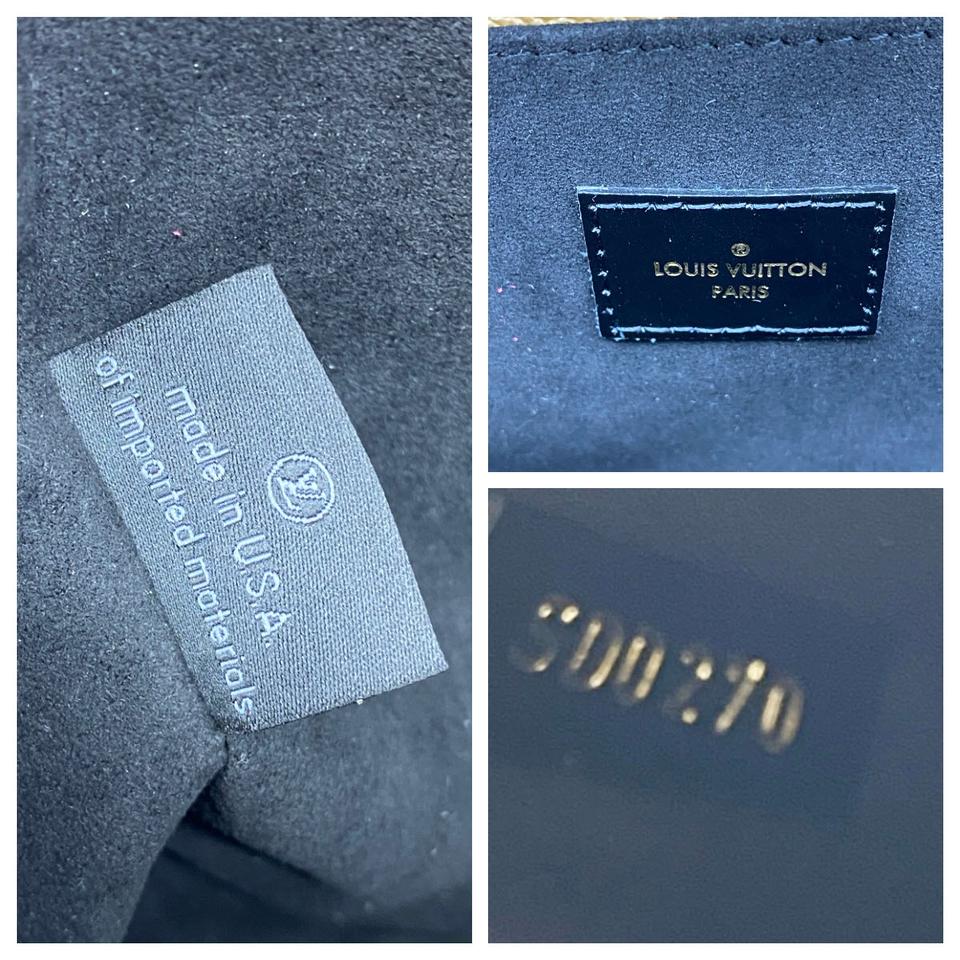 made in U.S.A.
of imported materials
LOUIS VUITTON
PARIS
SD0270